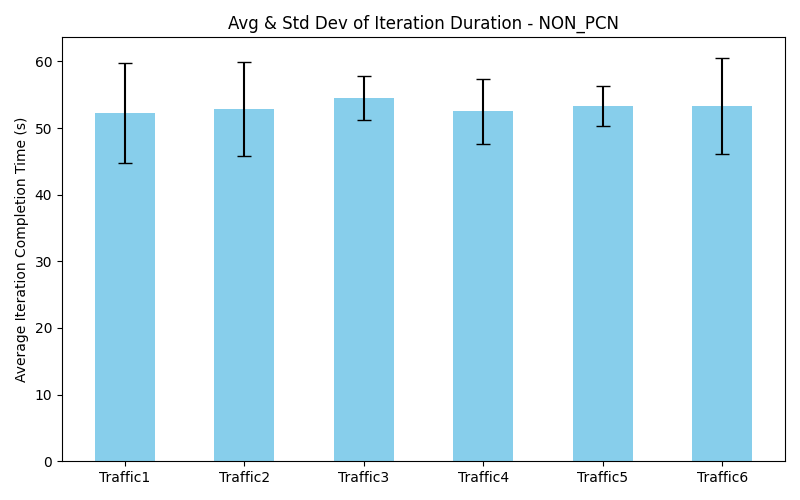 Avg & Std Dev of Iteration Duration - NON_PCN
Average Iteration Completion Time (s)
60
50
40
30
20
10
0
Traffic1 Traffic2 Traffic3 Traffic4 Traffic5 Traffic6